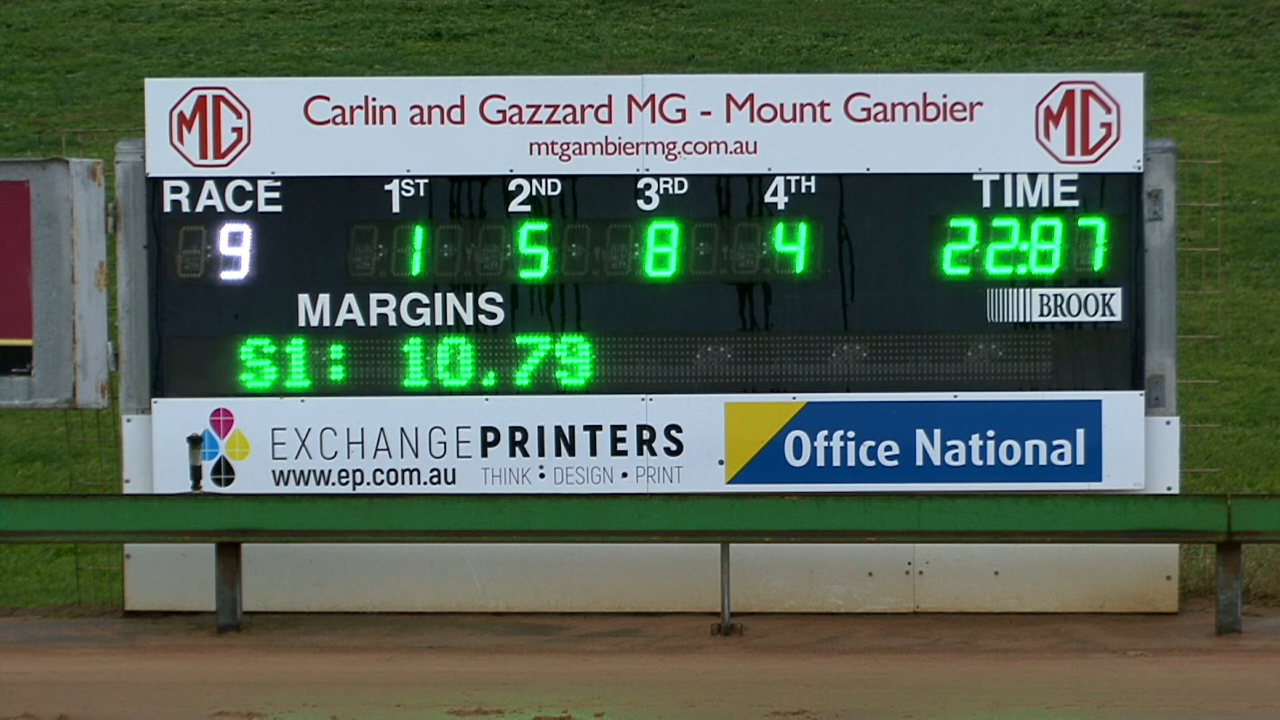 MG Carlin and Gazzard MG - Mount Gambier MG
mtgambiermg.com.au
RACE 1ST 2ND 3RD 4TH TIME
9 1 5 8 4 22:87
MARGINS BROOK
S1: 10.79
EXCHANGEPRINTERS Office National
www.ep.com.au THINK • DESIGN • PRINT